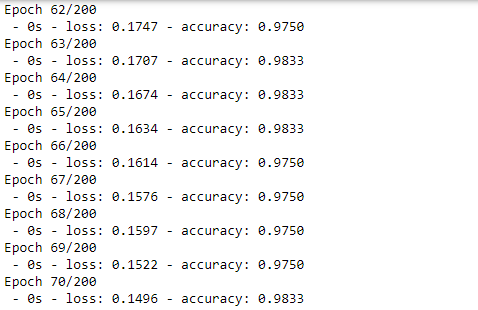 Epoch 62/200
 - 0s - loss: 0.1747 - accuracy: 0.9750
Epoch 63/200
 - 0s - loss: 0.1707 - accuracy: 0.9833
Epoch 64/200
 - 0s - loss: 0.1674 - accuracy: 0.9833
Epoch 65/200
 - 0s - loss: 0.1634 - accuracy: 0.9833
Epoch 66/200
 - 0s - loss: 0.1614 - accuracy: 0.9750
Epoch 67/200
 - 0s - loss: 0.1576 - accuracy: 0.9750
Epoch 68/200
 - 0s - loss: 0.1597 - accuracy: 0.9750
Epoch 69/200
 - 0s - loss: 0.1522 - accuracy: 0.9750
Epoch 70/200
 - 0s - loss: 0.1496 - accuracy: 0.9833